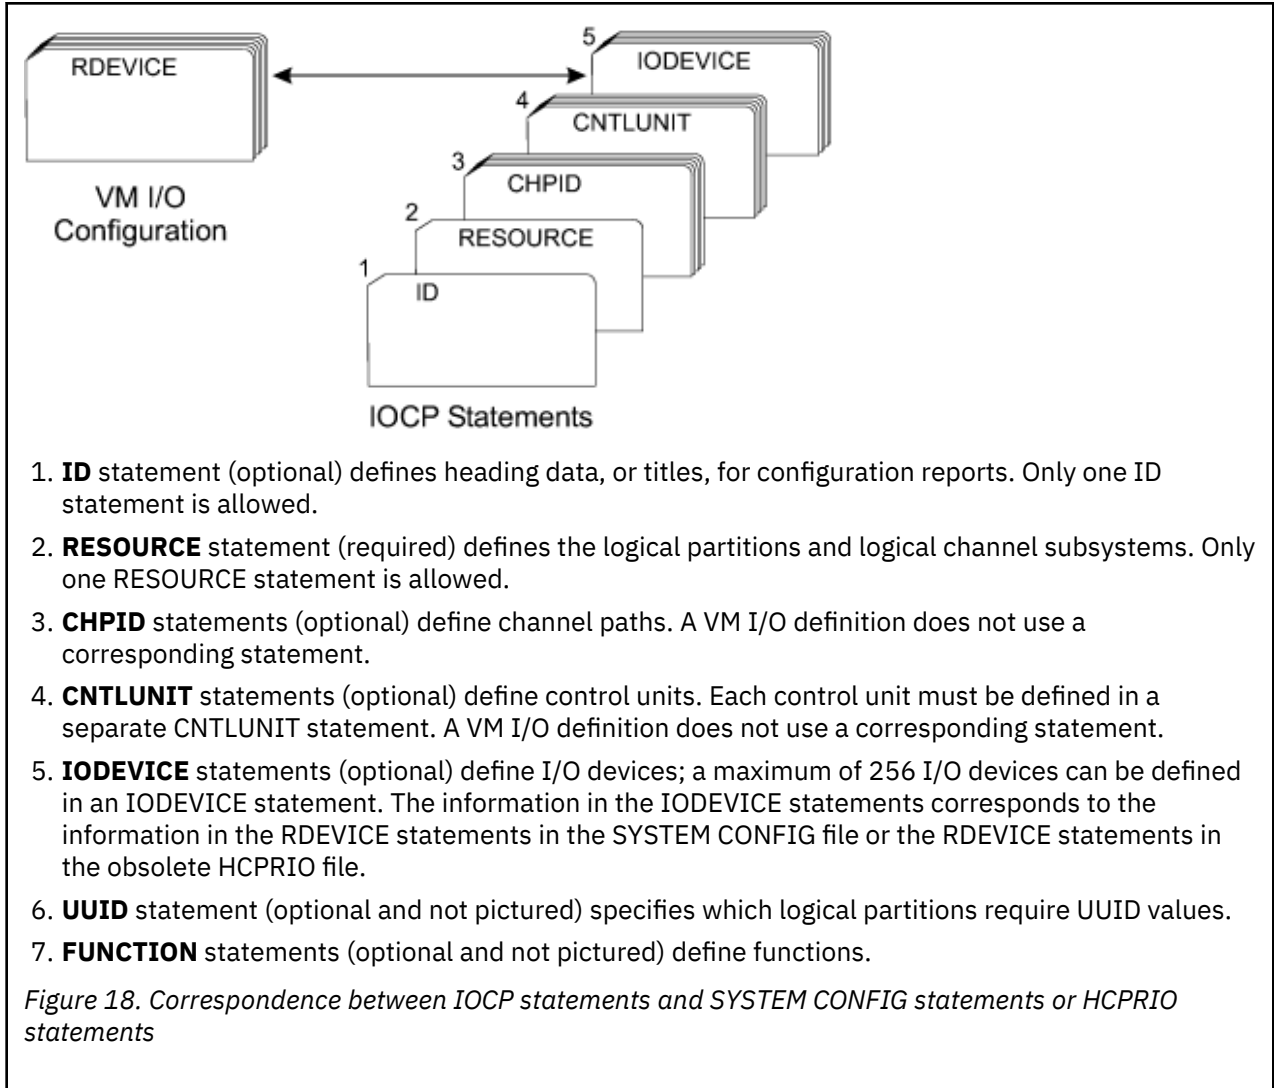 RDEVICE
VM I/O
Configuration
5
IODEVICE
4
CNTLUNIT
3
CHPID
2
RESOURCE
1
ID
IOCP Statements
1. ID statement (optional) defines heading data, or titles, for configuration reports. Only one ID
statement is allowed.
2. RESOURCE statement (required) defines the logical partitions and logical channel subsystems. Only
one RESOURCE statement is allowed.
3. CHPID statements (optional) define channel paths. A VM I/O definition does not use a
corresponding statement.
4. CNTLUNIT statements (optional) define control units. Each control unit must be defined in a
separate CNTLUNIT statement. A VM I/O definition does not use a corresponding statement.
5. IODEVICE statements (optional) define I/O devices; a maximum of 256 I/O devices can be defined
in an IODEVICE statement. The information in the IODEVICE statements corresponds to the
information in the RDEVICE statements in the SYSTEM CONFIG file or the RDEVICE statements in
the obsolete HCPRIO file.
6. UUID statement (optional and not pictured) specifies which logical partitions require UUID values.
7. FUNCTION statements (optional and not pictured) define functions.
Figure 18. Correspondence between IOCP statements and SYSTEM CONFIG statements or HCPRIO
statements